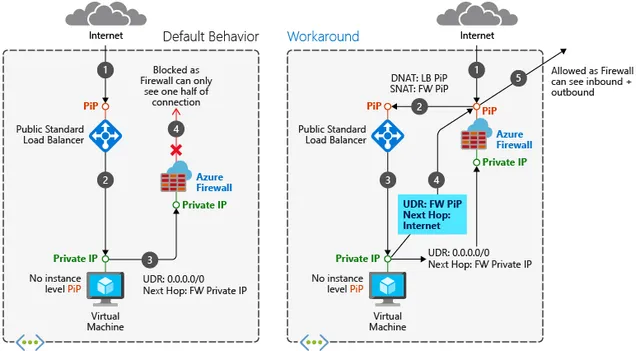 Internet
Default Behavior
1
Blocked as
Firewall can only
see one half of
connection
PiP
4
Public Standard
Load Balancer
2
Azure
Firewall
Private IP
Private IP
3
No instance
level PiP
UDR: 0.0.0.0/0
Next Hop: FW Private IP
Virtual
Machine
Workaround
Internet
1
5
DNAT: LB PiP
SNAT: FW PiP
Allowed as Firewall
can see inbound +
outbound
PiP
2
PiP
Public Standard
Load Balancer
Azure
Firewall
Private IP
3
4
UDR: FW PiP
Next Hop:
Internet
Private IP
UDR: 0.0.0.0/0
Next Hop: FW Private IP
No instance
level PiP
Virtual
Machine